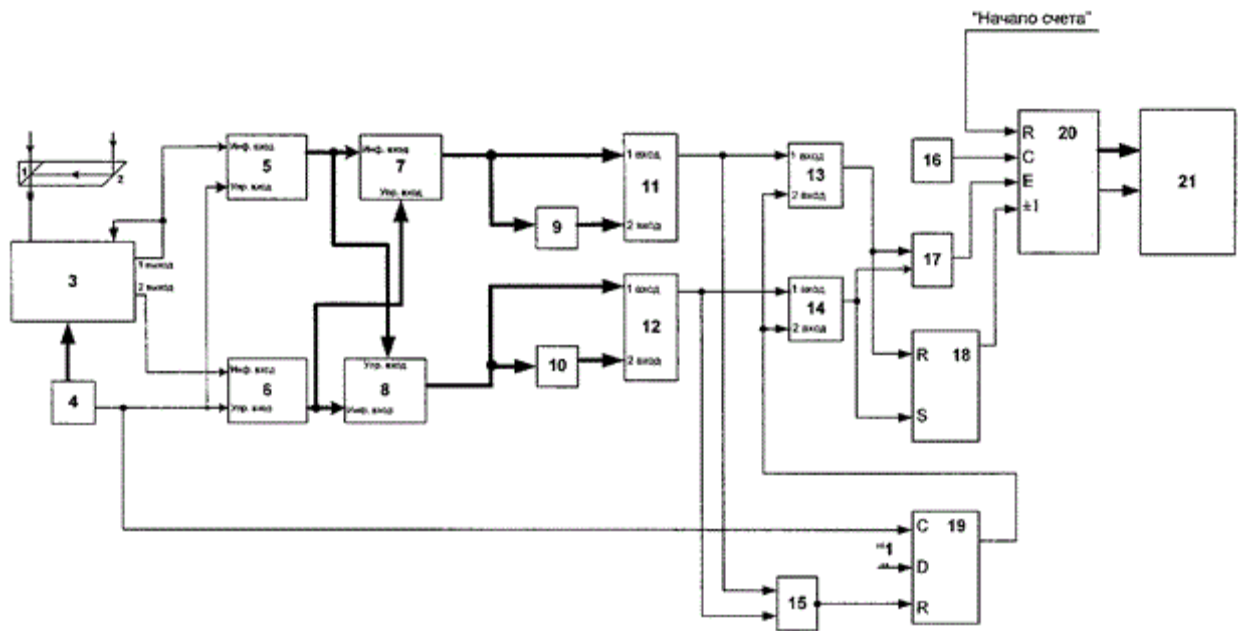 "Начало счета"
R 20
C
E
±1
21
16
17
1
2
3
1 выход
2 выход
4
Инф. вход
5
Упр. вход
Инф. вход
6
Упр. вход
Инф. вход
7
Упр. вход
Упр. вход
8
Инф. вход
9
10
1 вход
11
2 вход
1 вход
12
2 вход
1 вход
13
2 вход
1 вход
14
2 вход
R 18
S
C 19
"1"
D
R
15